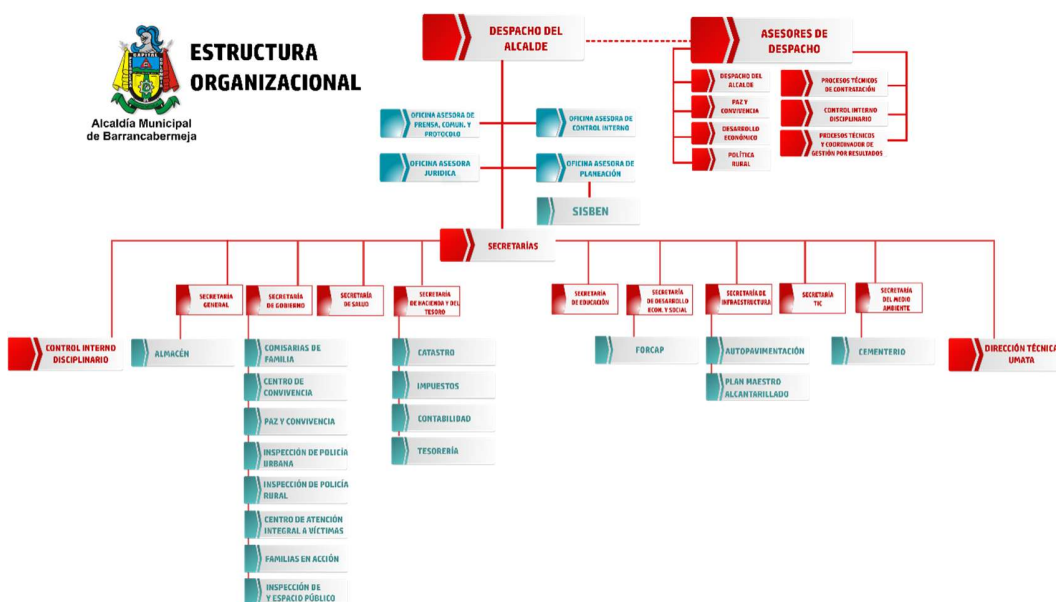 ESTRUCTURA
ORGANIZACIONAL
Alcaldía Municipal
de Barrancabermeja
DESPACHO DEL
ALCALDE
ASESORES DE
DESPACHO
DESPACHO DEL
ALCALDE
PAZ Y
CONVIVENCIA
DESARROLLO
ECONÓMICO
POLÍTICA
RURAL
PROCESOS TÉCNICOS
DE CONTRATACIÓN
CONTROL INTERNO
DISCIPLINARIO
PROCESOS TÉCNICOS
Y COORDINADOR DE
GESTIÓN POR RESULTADOS
OFICINA ASESORA DE
PRENSA, COMUN. Y
PROTOCOLO
OFICINA ASESORA DE
CONTROL INTERNO
OFICINA ASESORA
JURIDICA
OFICINA ASESORA DE
PLANEACIÓN
SISBEN
SECRETARÍAS
SECRETARÍA
GENERAL
SECRETARÍA
DE GOBIERNO
SECRETARÍA
DE SALUD
SECRETARÍA
DE HACIENDA Y DEL
TESORO
SECRETARÍA
DE EDUCACIÓN
SECRETARÍA
DE DESARROLLO
ECON. Y SOCIAL
SECRETARÍA DE
INFRAESTRUCTURA
SECRETARÍA
TIC
SECRETARÍA
DEL MEDIO
AMBIENTE
CONTROL INTERNO
DISCIPLINARIO
ALMACÉN
COMISARIAS DE
FAMILIA
CENTRO DE
CONVIVENCIA
PAZ Y CONVIVENCIA
INSPECCIÓN DE POLICÍA
URBANA
INSPECCIÓN DE POLICÍA
RURAL
CENTRO DE ATENCIÓN
INTEGRAL A VÍCTIMAS
FAMILIAS EN ACCIÓN
INSPECCIÓN DE
Y ESPACIO PÚBLICO
CATASTRO
IMPUESTOS
CONTABILIDAD
TESORERÍA
FORCAP
AUTOPAVIMENTACIÓN
PLAN MAESTRO
ALCANTARILLADO
CEMENTERIO
DIRECCIÓN TÉCNICA
UMATA